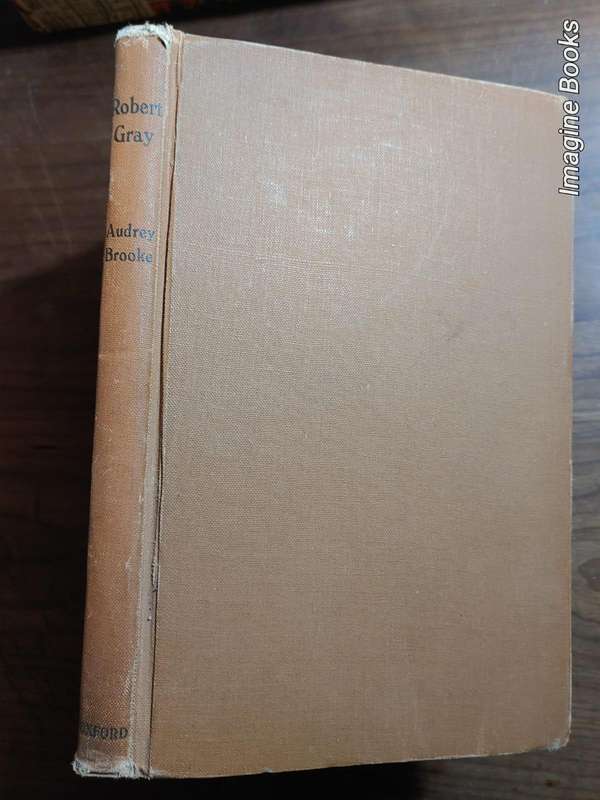 Robert
Gray
Audrey
Brooke
OXFORD
Imagine Books